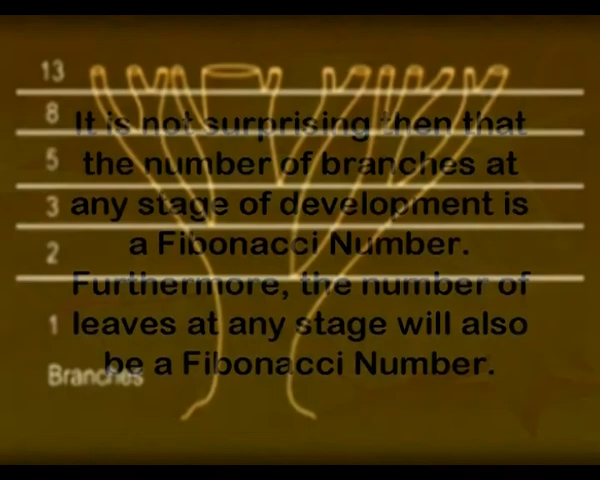 13
8
It is not surprising then that
5
the number of branches at
3
any stage of development is
2
a Fibonacci Number.
Furthermore, the number of
1
leaves at any stage will also
be a Fibonacci Number.
Branches